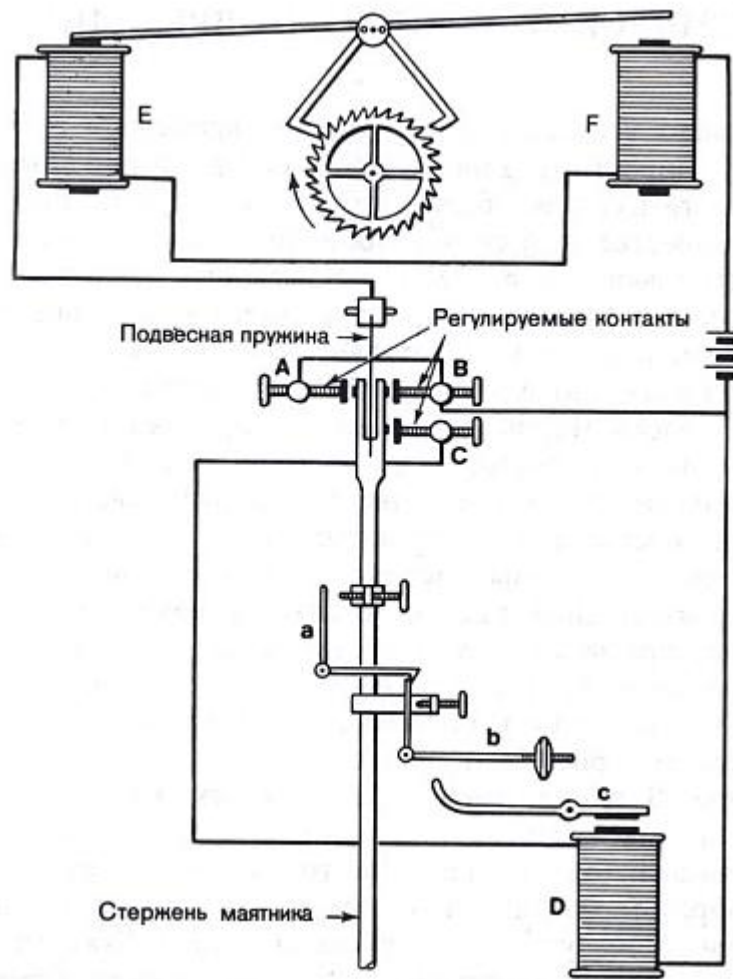 E
F
Подвесная пружина
Регулируемые контакты
A
B
C
a
b
c
D
Стержень маятника